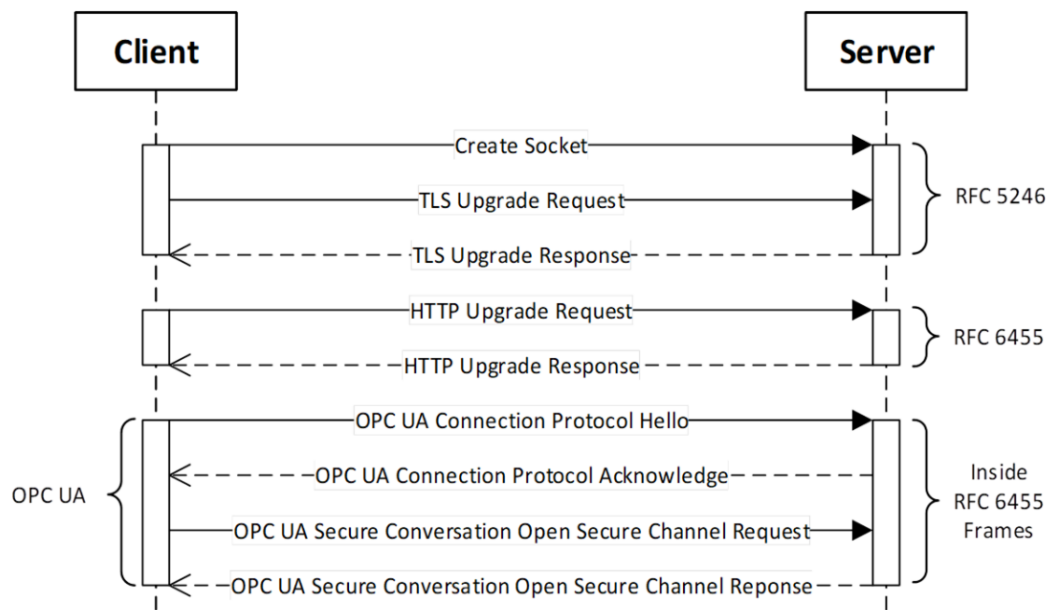 Client
Server
Create Socket
TLS Upgrade Request
RFC 5246
TLS Upgrade Response
HTTP Upgrade Request
RFC 6455
HTTP Upgrade Response
OPC UA Connection Protocol Hello
OPC UA Connection Protocol Acknowledge
OPC UA
Inside
RFC 6455
Frames
OPC UA Secure Conversation Open Secure Channel Request
OPC UA Secure Conversation Open Secure Channel Reponse